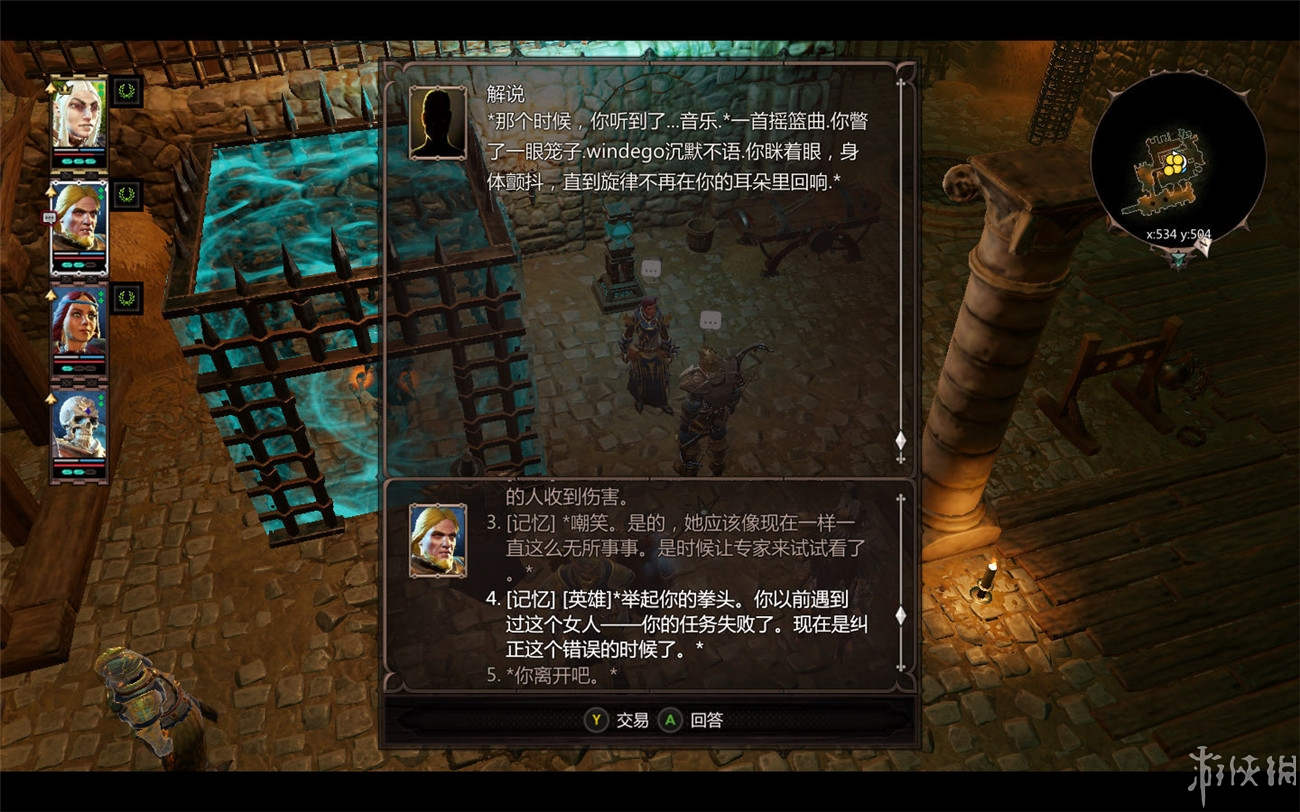 解说
*那个时候，你听到了...音乐.*一首摇篮曲.你瞥
了一眼笼子.windego沉默不语.你眯着眼，身
体颤抖，直到旋律不再在你的耳朵里回响.*
x:534 y:504
的人收到伤害。
3. [记忆] *嘲笑。是的，她应该像现在一样一
直这么无所事事。是时候让专家来试试看了
。*
4. [记忆] [英雄]*举起你的拳头。你以前遇到
过这个女人——你的任务失败了。现在是纠
正这个错误的时候了。*
5. *你离开吧。*
Y 交易 A 回答
游侠網